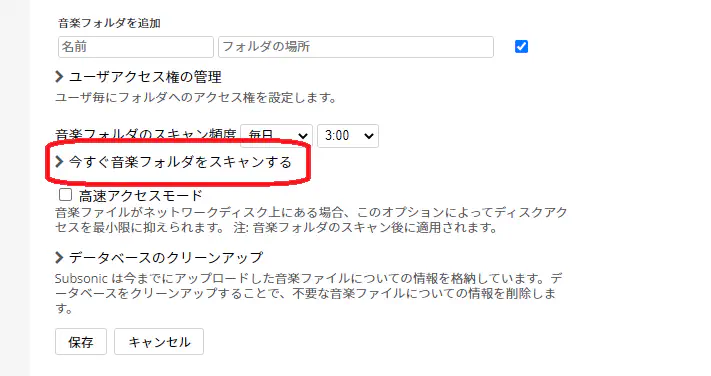 音楽フォルダを追加
名前 フォルダの場所
ユーザアクセス権の管理
ユーザ毎にフォルダへのアクセス権を設定します。
音楽フォルダのスキャン頻度 毎日 3:00
今すぐ音楽フォルダをスキャンする
高速アクセスモード
音楽ファイルがネットワークディスク上にある場合、このオプションによってディスクアク
セスを最小限に抑えられます。 注: 音楽フォルダのスキャン後に適用されます。
データベースのクリーンアップ
Subsonic は今までにアップロードした音楽ファイルについての情報を格納しています。デ
ータベースをクリーンアップすることで、不要な音楽ファイルについての情報を削除しま
す。
保存 キャンセル